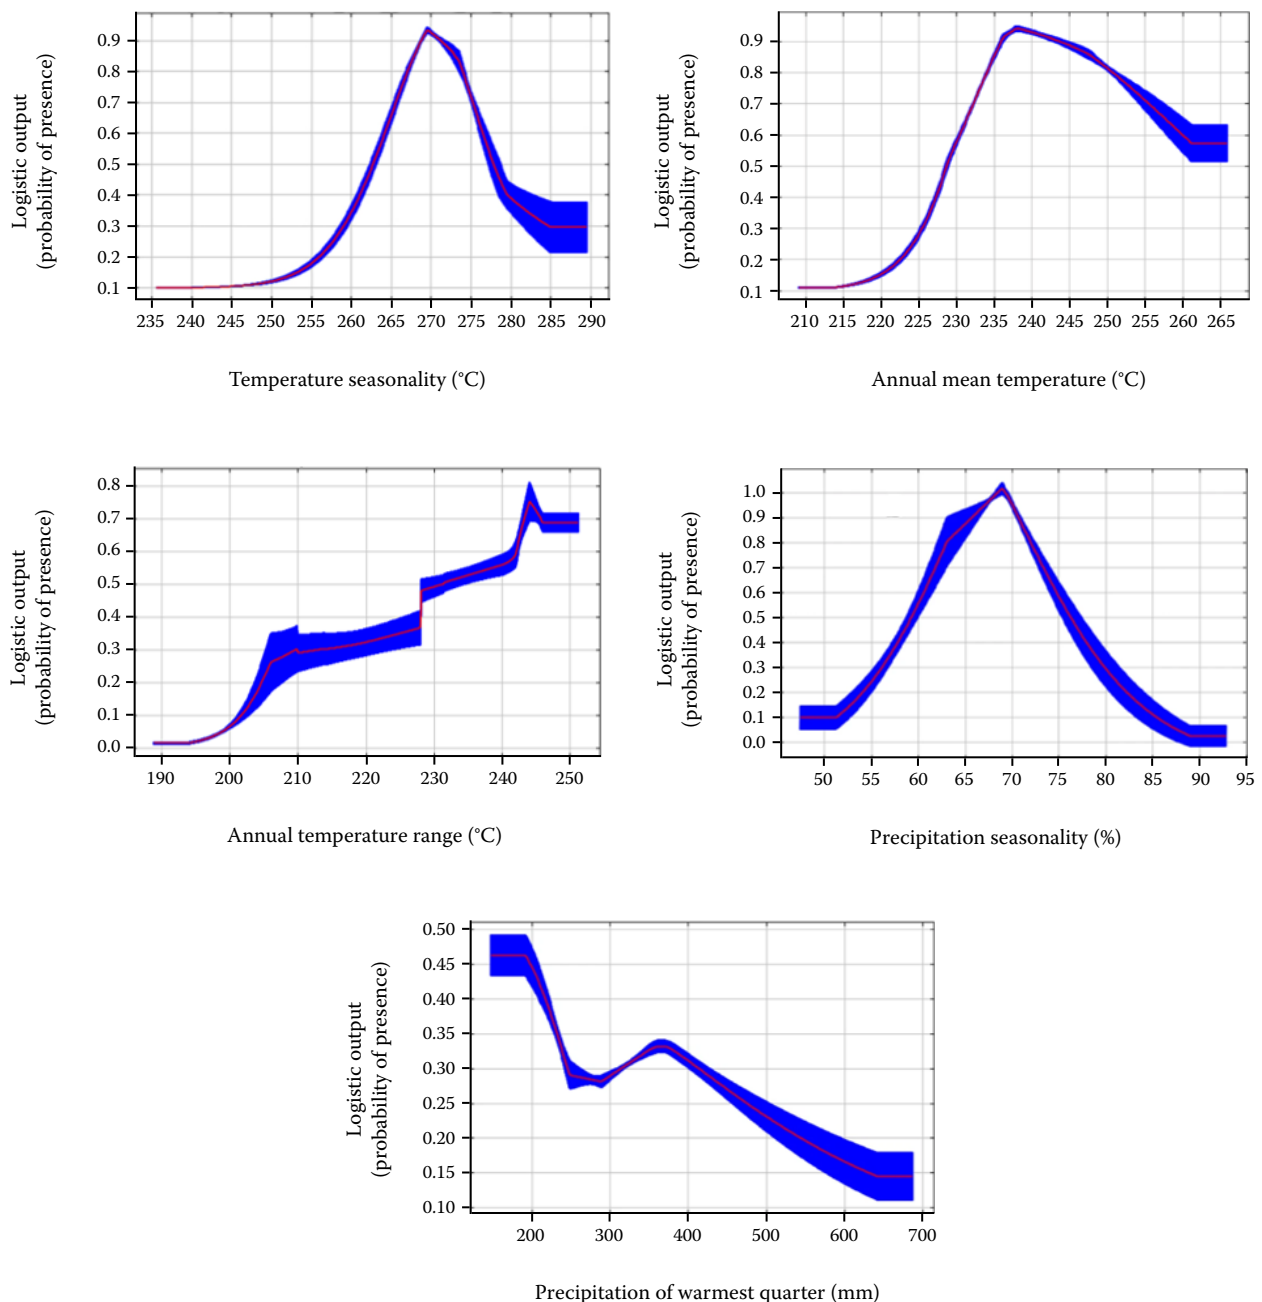 Logistic output
(probability of presence)
0.9
0.8
0.7
0.6
0.5
0.4
0.3
0.2
0.1
235 240 245 250 255 260 265 270 275 280 285 290
Temperature seasonality (°C)
Logistic output
(probability of presence)
0.9
0.8
0.7
0.6
0.5
0.4
0.3
0.2
0.1
210 215 220 225 235 240 245 250 255 260 265
Annual mean temperature (°C)
Logistic output
(probability of presence)
0.8
0.7
0.6
0.5
0.4
0.3
0.2
0.1
0.0
190 200 210 220 230 240 250
Annual temperature range (°C)
Logistic output
(probability of presence)
1.0
0.9
0.8
0.7
0.6
0.5
0.4
0.3
0.2
0.1
0.0
50 55 60 65 70 75 80 85 90 95
Precipitation seasonality (%)
Logistic output
(probability of presence)
0.50
0.45
0.40
0.35
0.30
0.25
0.20
0.15
0.10
200 300 400 500 600 700
Precipitation of warmest quarter (mm)